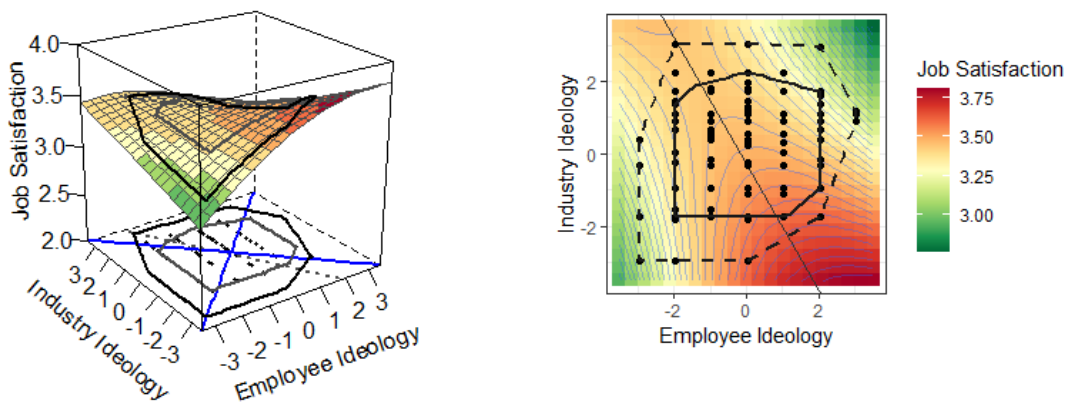 4.0
3.5
3.0
2.5
2.0
Job Satisfaction
3 2 1 0 -1 -2 -3
Industry Ideology
-3 -2 -1 0 1 2 3
Employee Ideology
2
0
-2
Industry Ideology
-2 0 2
Employee Ideology
Job Satisfaction
3.75
3.50
3.25
3.00